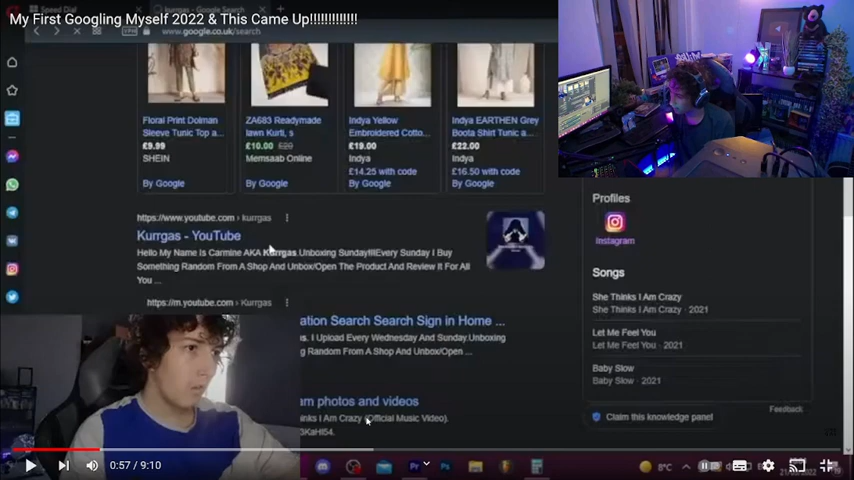 My First Googling Myself 2022 & This Came Up!!!!!!!!!!!!!
www.google.co.uk/search
Floral Print Dolman
Sleeve Tunic Top a...
£9.99
SHEIN
By Google
ZA683 Readymade
lawn Kurti, s
£10.00 £20
Memsaab Online
By Google
Indya Yellow
Embroidered Cotto...
£19.00
Indya
£14.25 with code
By Google
Indya EARTHEN Grey
Boota Shirt Tunic a...
£22.00
Indya
£16.50 with code
By Google
https://www.youtube.com › kurrgas
Kurrgas - YouTube
Hello My Name Is Carmine AKA Kurrgas.Unboxing Sunday!!!Every Sunday I Buy
Something Random From A Shop And Unbox/Open The Product And Review It For All
You ...
https://m.youtube.com › Kurrgas
ation Search Search Sign in Home ...
s. I Upload Every Wednesday And Sunday.Unboxing
ng Random From A Shop And Unbox/Open ...
am photos and videos
inks I Am Crazy (Official Music Video).
Profiles
Instagram
Songs
She Thinks I Am Crazy
She Thinks I Am Crazy · 2021
Let Me Feel You
Let Me Feel You · 2021
Baby Slow
Baby Slow · 2021
Feedback
Claim this knowledge panel
0:57 / 9:10
8°C